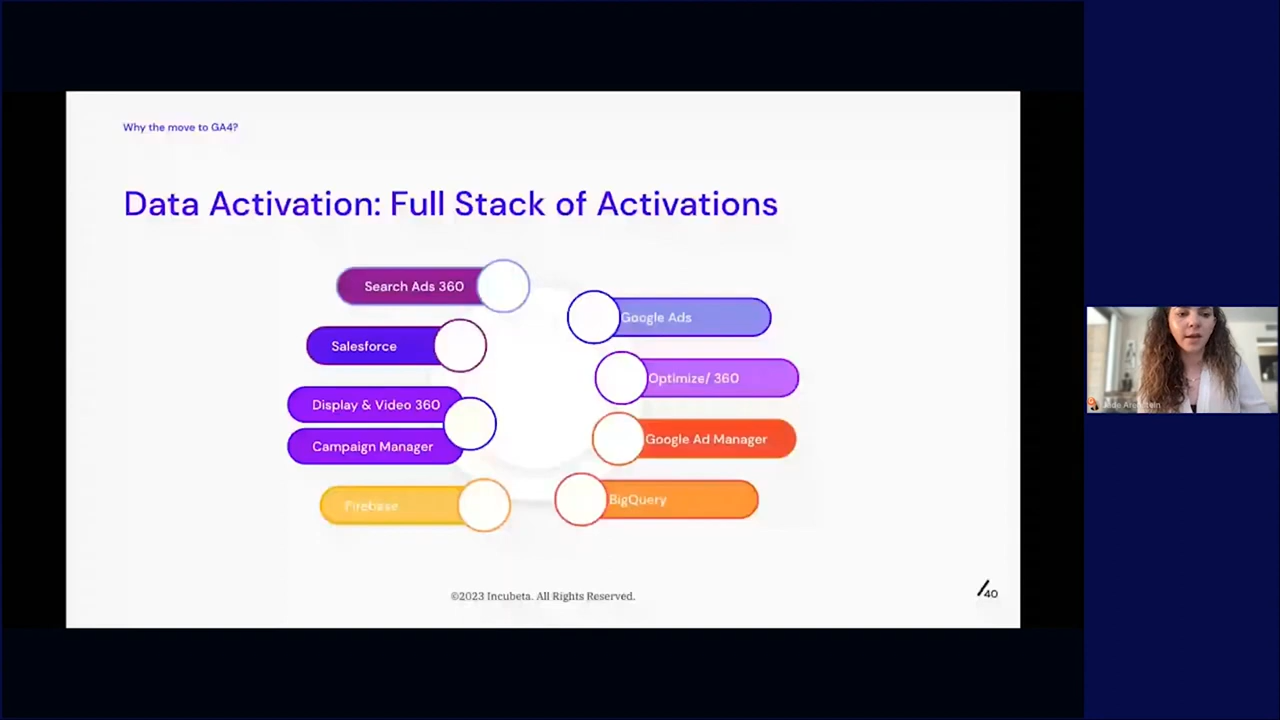 Why the move to GA4?
Data Activation: Full Stack of Activations
Search Ads 360
Salesforce
Display & Video 360
Campaign Manager
Firebase
Google Ads
Optimize/ 360
Google Ad Manager
BigQuery
©2023 Incubeta. All Rights Reserved.
/40